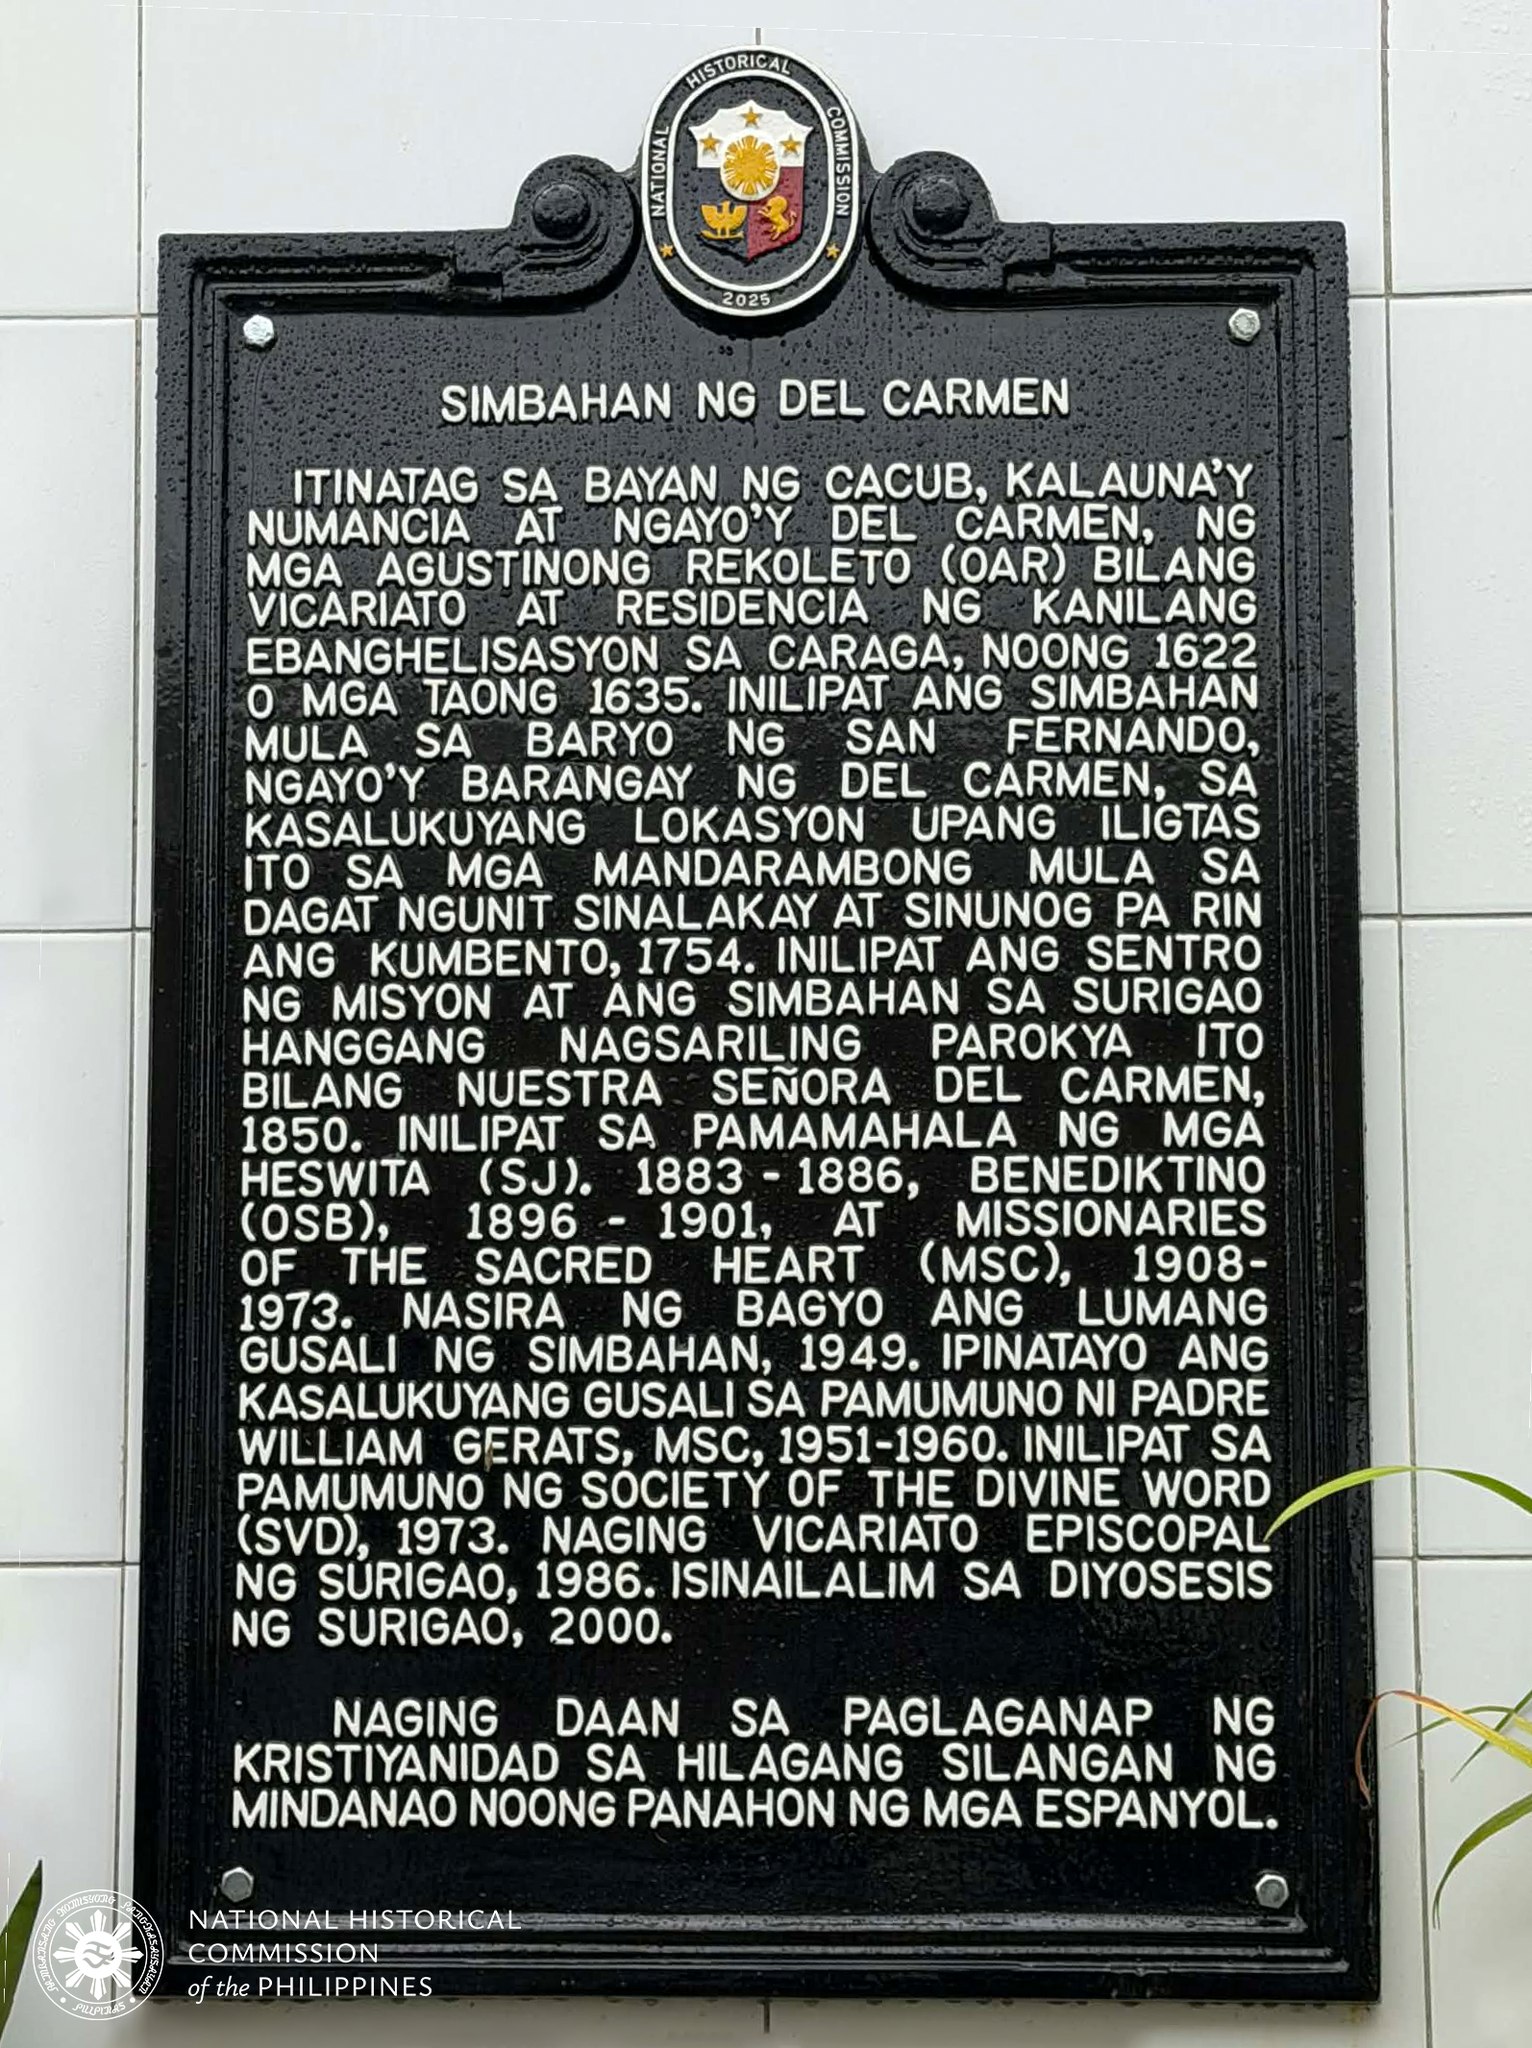 NATIONAL HISTORICAL COMMISSION
2025
SIMBAHAN NG DEL CARMEN
ITINATAG SA BAYAN NG CACUB, KALAUNA'Y
NUMANCIA AT NGAYO'Y DEL CARMEN, NG
MGA AGUSTINONG REKOLETO (OAR) BILANG
VICARIATO AT RESIDENCIA NG KANILANG
EBANGHELISASYON SA CARAGA, NOONG 1622
O MGA TAONG 1635. INILIPAT ANG SIMBAHAN
MULA SA BARYO NG SAN FERNANDO,
NGAYO'Y BARANGAY NG DEL CARMEN, SA
KASALUKUYANG LOKASYON UPANG ILIGTAS
ITO SA MGA MANDARAMBONG MULA SA
DAGAT NGUNIT SINALAKAY AT SINUNOG PA RIN
ANG KUMBENTO, 1754. INILIPAT ANG SENTRO
NG MISYON AT ANG SIMBAHAN SA SURIGAO
HANGGANG NAGSARILING PAROKYA ITO
BILANG NUESTRA SEÑORA DEL CARMEN,
1850. INILIPAT SA PAMAMAHALA NG MGA
HESWITA (SJ). 1883 - 1886, BENEDIKTINO
(OSB), 1896 - 1901, AT MISSIONARIES
OF THE SACRED HEART (MSC), 1908-
1973. NASIRA NG BAGYO ANG LUMANG
GUSALI NG SIMBAHAN, 1949. IPINATAYO ANG
KASALUKUYANG GUSALI SA PAMUMUNO NI PADRE
WILLIAM GERATS, MSC, 1951-1960. INILIPAT SA
PAMUMUNO NG SOCIETY OF THE DIVINE WORD
(SVD), 1973. NAGING VICARIATO EPISCOPAL
NG SURIGAO, 1986. ISINAILALIM SA DIYOSESIS
NG SURIGAO, 2000.
NAGING DAAN SA PAGLAGANAP NG
KRISTIYANIDAD SA HILAGANG SILANGAN NG
MINDANAO NOONG PANAHON NG MGA ESPANYOL.
NATIONAL HISTORICAL
COMMISSION
of the PHILIPPINES